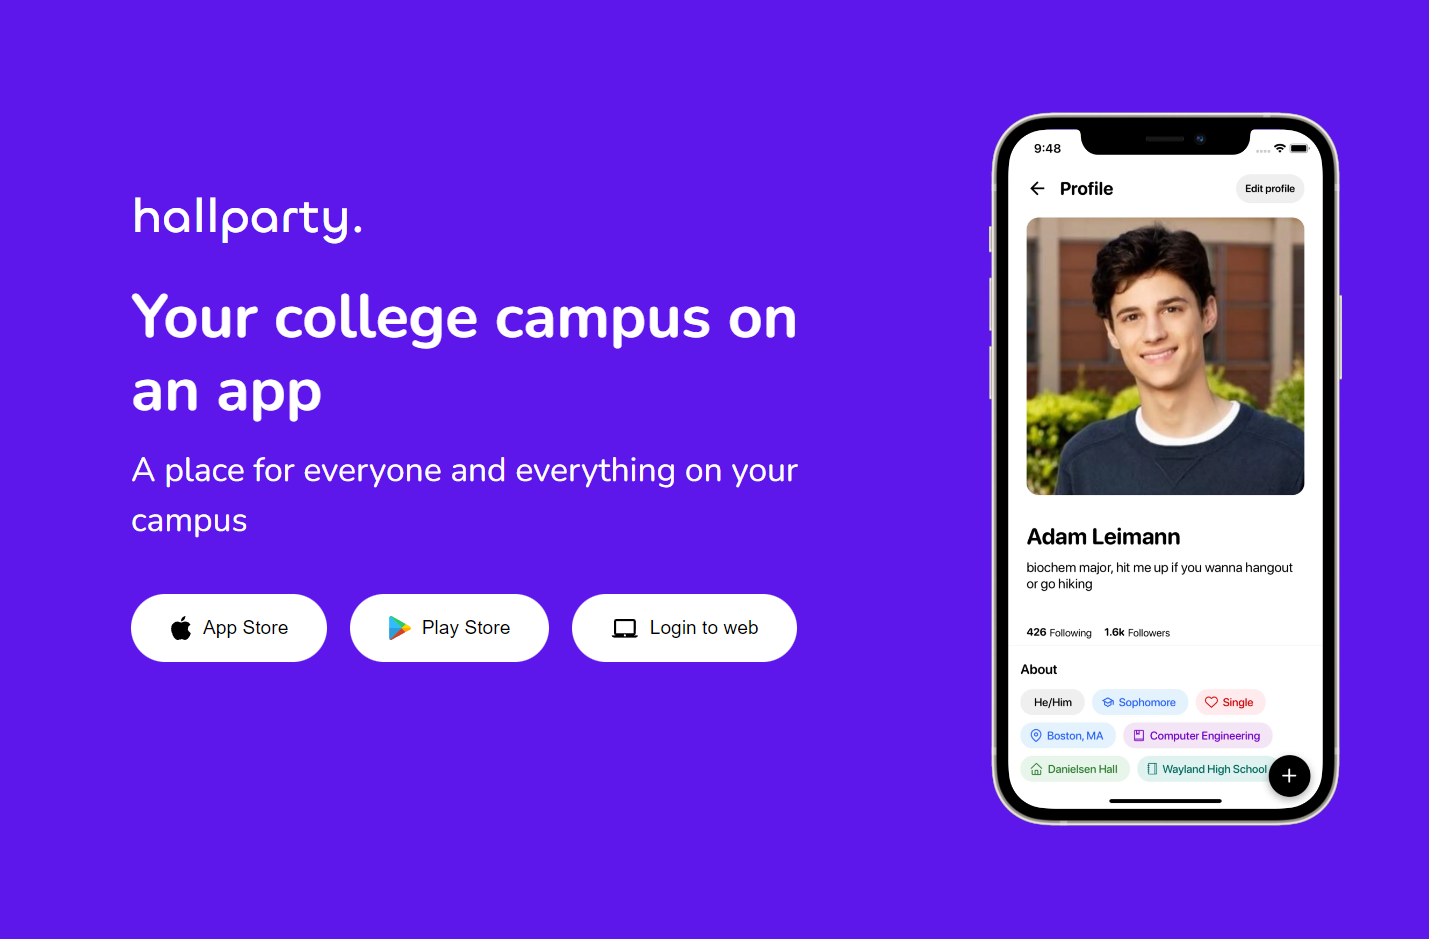 hallparty.
Your college campus on
an app
A place for everyone and everything on your
campus
App Store
Play Store
Login to web
9:48
Profile
Edit profile
Adam Leimann
biochem major, hit me up if you wanna hangout
or go hiking
426 Following 1.6k Followers
About
He/Him Sophomore Single
Boston, MA Computer Engineering
Danielsen Hall Wayland High School